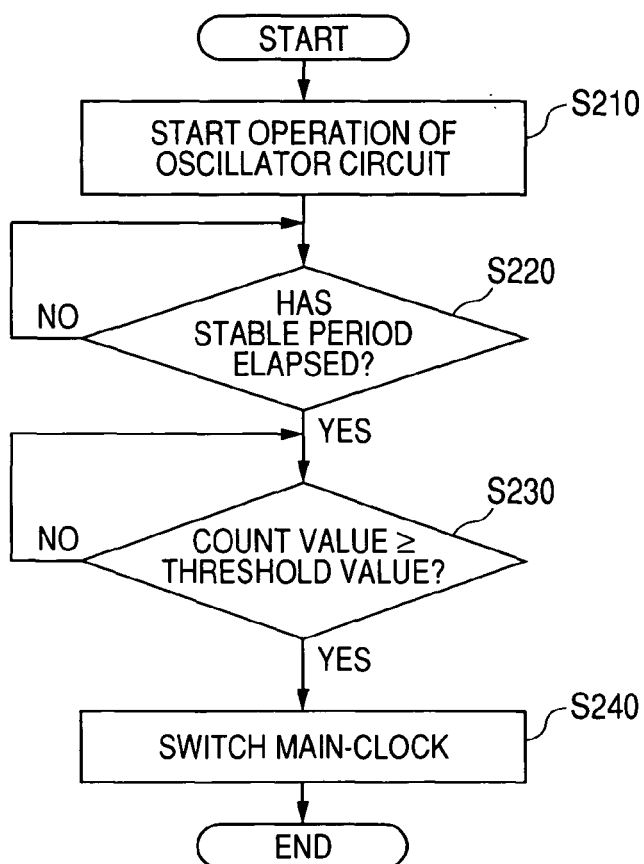 START
S210
START OPERATION OF
OSCILLATOR CIRCUIT
S220
HAS
STABLE PERIOD
ELAPSED?
NO
YES
S230
COUNT VALUE ≥
THRESHOLD VALUE?
NO
YES
S240
SWITCH MAIN-CLOCK
END